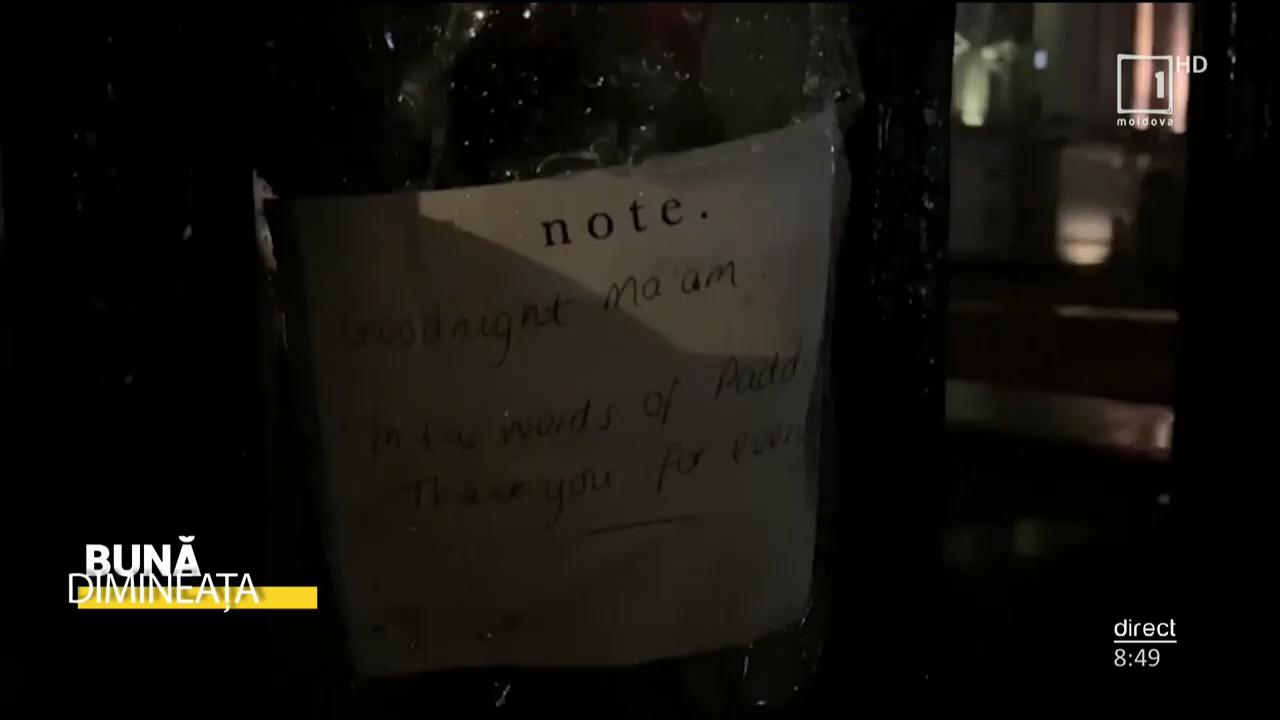 HD
1
moldova
note.
Goodnight Ma'am.
in the words of Padd
Thank you for every
BUNĂ
DIMINEAȚA
direct
8:49